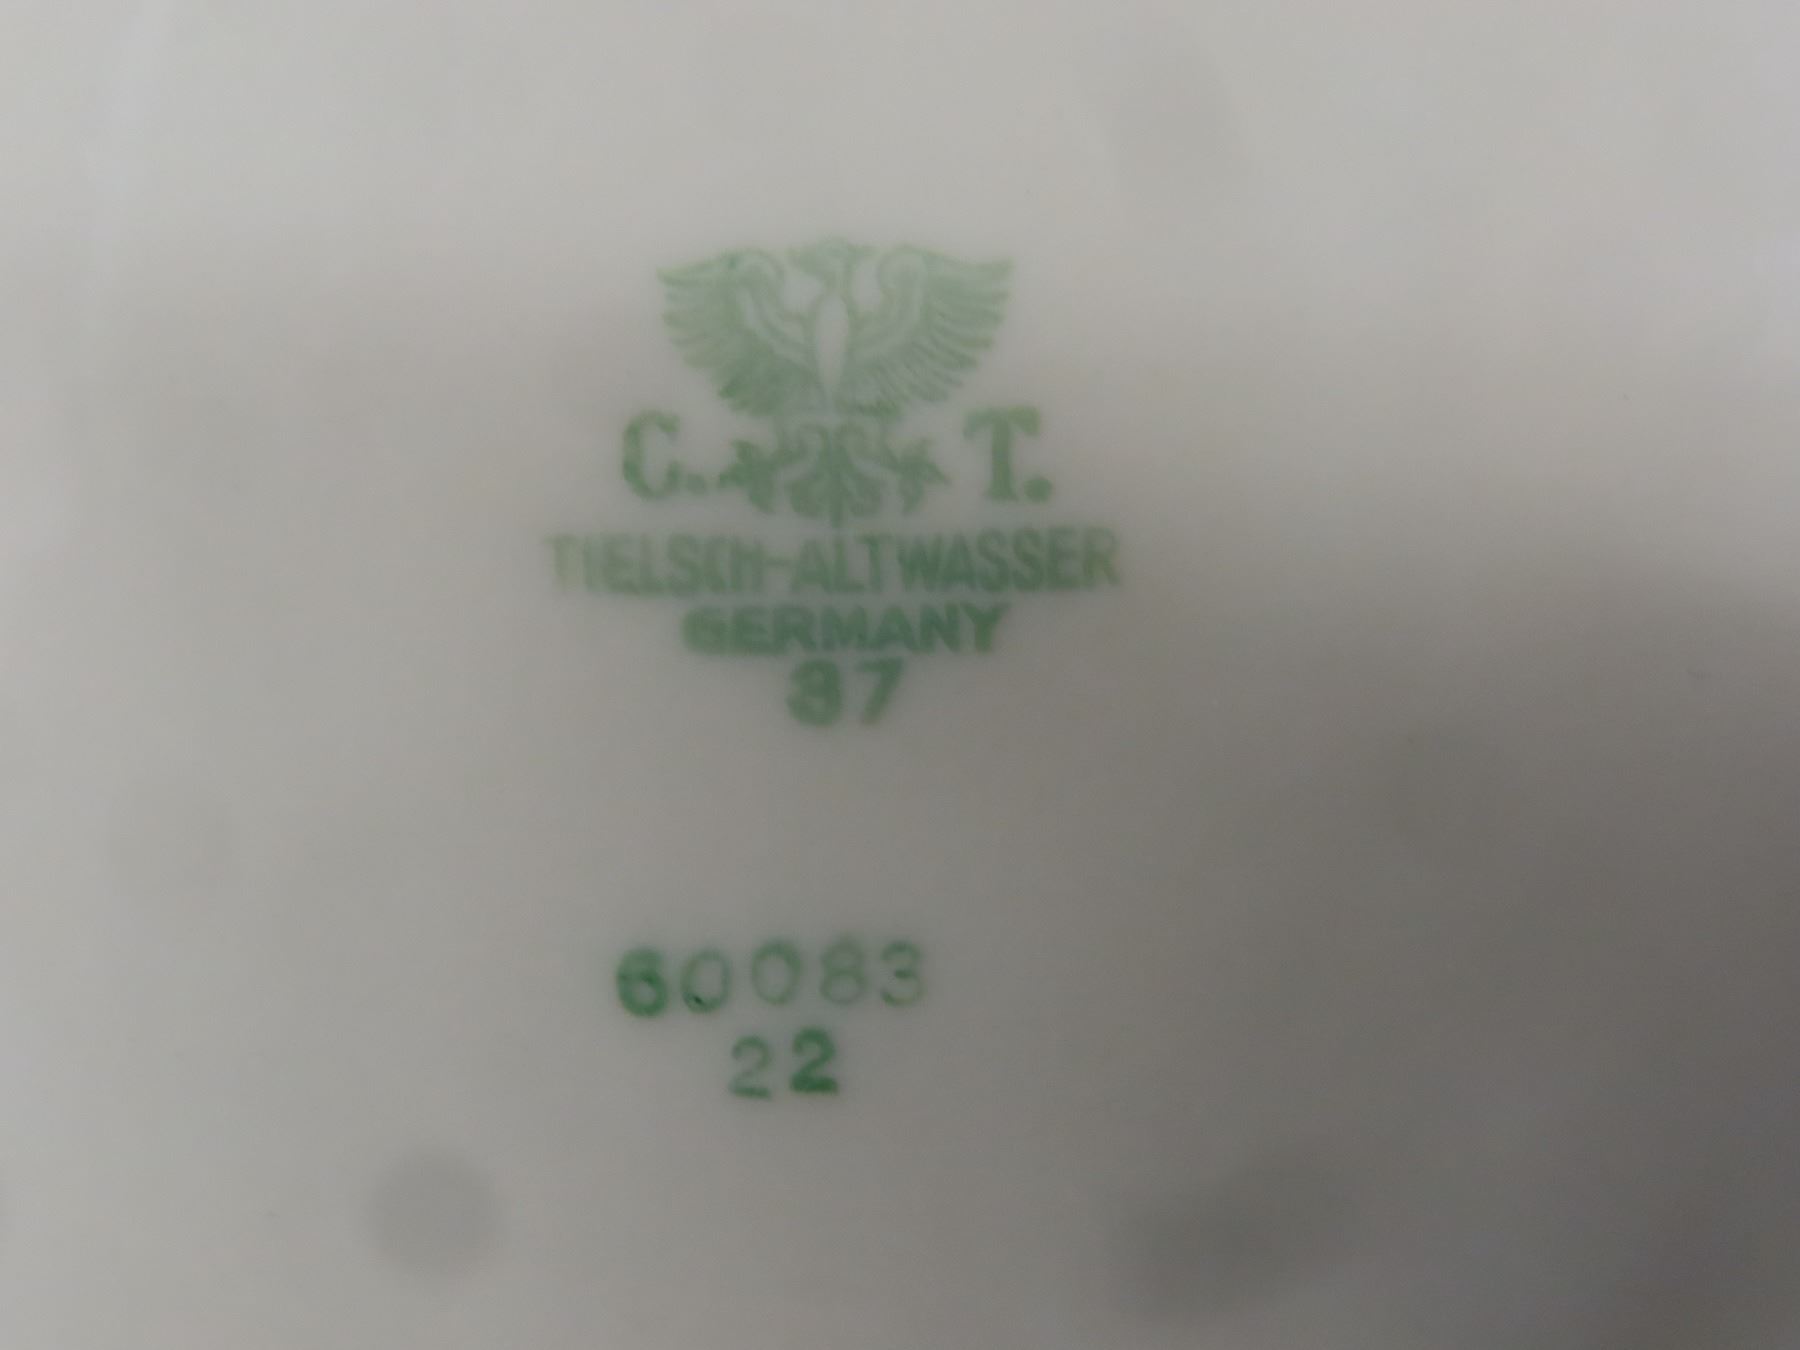 C. T.
TIELSCH-ALTWASSER
GERMANY
37
60083
22